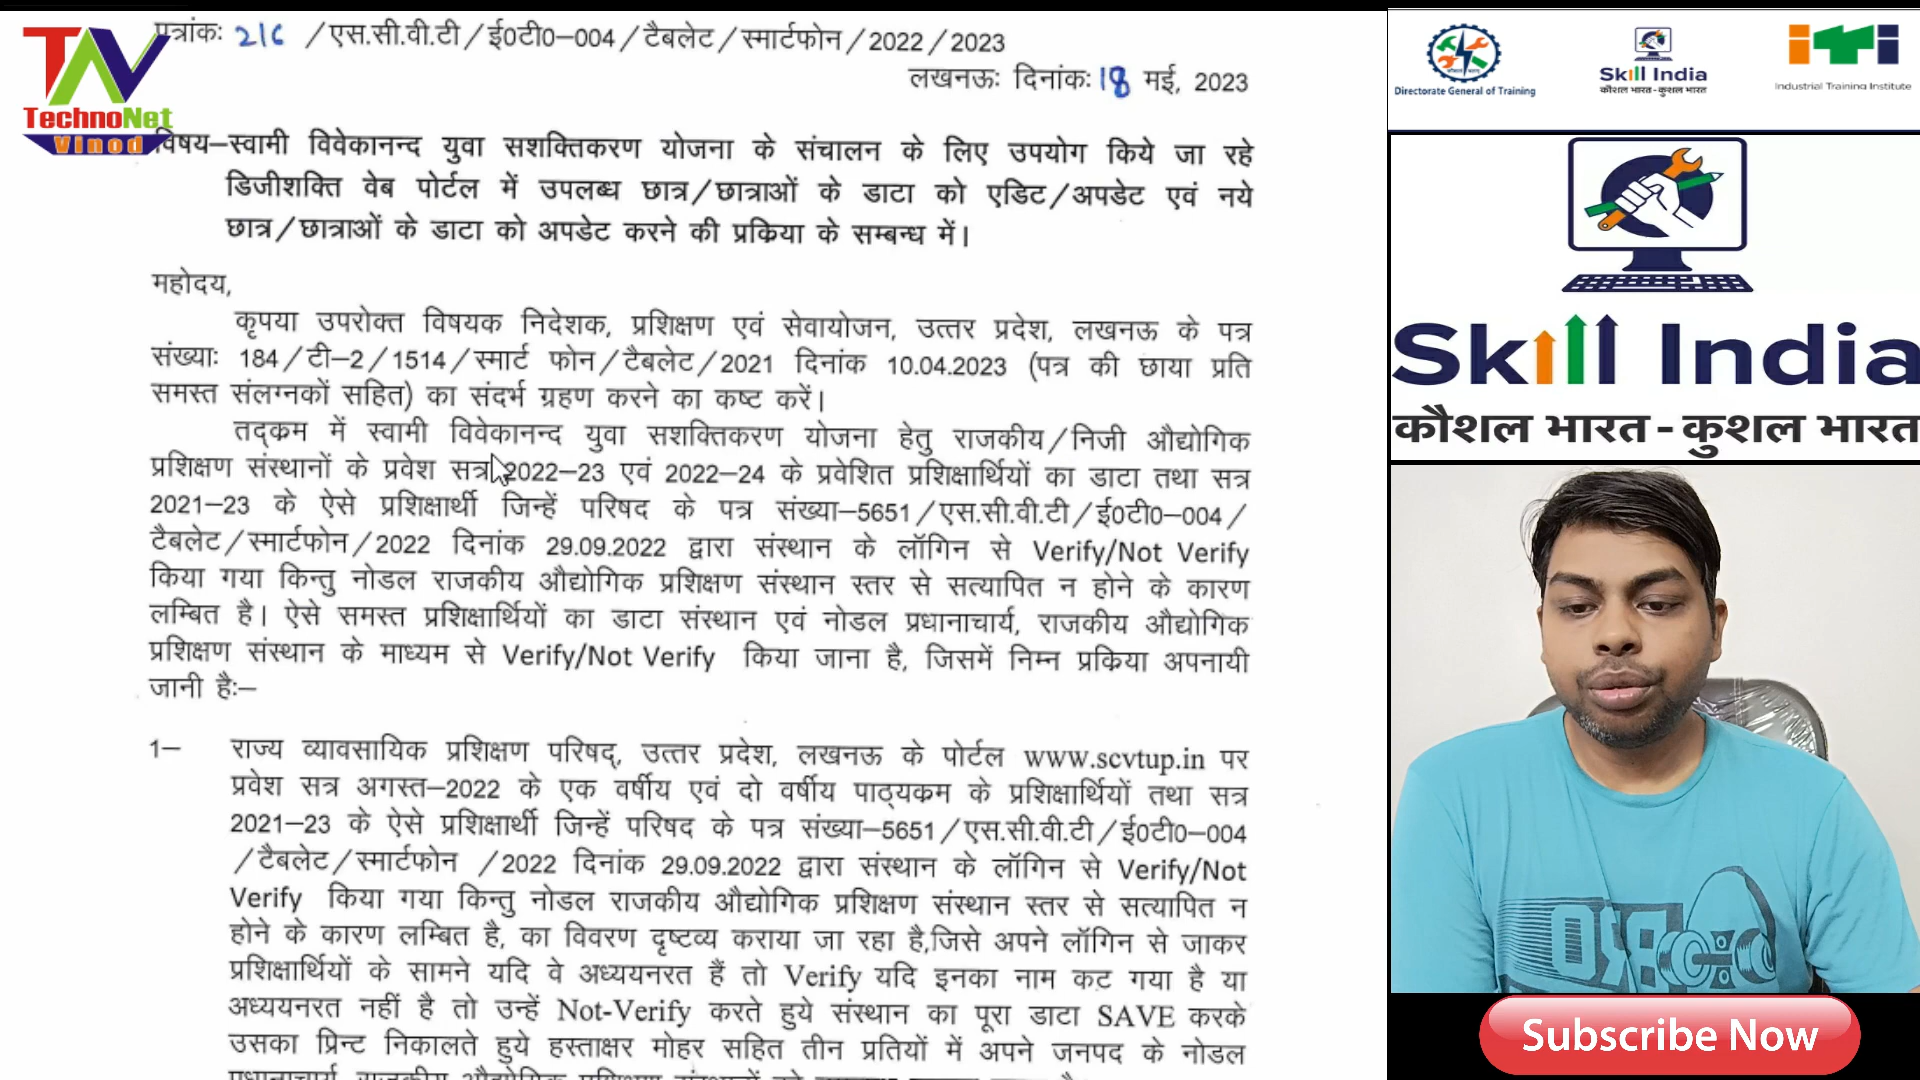 पत्रांकः 216 /एस.सी.वी.टी/ई0टी0–004/टैबलेट/स्मार्टफोन/2022/2023
लखनऊः दिनांकः 18 मई, 2023
विषय–स्वामी विवेकानन्द युवा सशक्तिकरण योजना के संचालन के लिए उपयोग किये जा रहे
डिजीशक्ति वेब पोर्टल में उपलब्ध छात्र/छात्राओं के डाटा को एडिट/अपडेट एवं नये
छात्र/छात्राओं के डाटा को अपडेट करने की प्रक्रिया के सम्बन्ध में।
महोदय,
कृपया उपरोक्त विषयक निदेशक, प्रशिक्षण एवं सेवायोजन, उत्तर प्रदेश, लखनऊ के पत्र
संख्याः 184/टी–2/1514/स्मार्ट फोन/टैबलेट/2021 दिनांक 10.04.2023 (पत्र की छाया प्रति
समस्त संलग्नकों सहित) का संदर्भ ग्रहण करने का कष्ट करें।
तद्क्रम में स्वामी विवेकानन्द युवा सशक्तिकरण योजना हेतु राजकीय/निजी औद्योगिक
प्रशिक्षण संस्थानों के प्रवेश सत्र 2022–23 एवं 2022–24 के प्रवेशित प्रशिक्षार्थियों का डाटा तथा सत्र
2021–23 के ऐसे प्रशिक्षार्थी जिन्हें परिषद के पत्र संख्या–5651/एस.सी.वी.टी/ई0टी0–004/
टैबलेट/स्मार्टफोन/2022 दिनांक 29.09.2022 द्वारा संस्थान के लॉगिन से Verify/Not Verify
किया गया किन्तु नोडल राजकीय औद्योगिक प्रशिक्षण संस्थान स्तर से सत्यापित न होने के कारण
लम्बित है। ऐसे समस्त प्रशिक्षार्थियों का डाटा संस्थान एवं नोडल प्रधानाचार्य, राजकीय औद्योगिक
प्रशिक्षण संस्थान के माध्यम से Verify/Not Verify किया जाना है, जिसमें निम्न प्रक्रिया अपनायी
जानी हैः–
1– राज्य व्यावसायिक प्रशिक्षण परिषद्, उत्तर प्रदेश, लखनऊ के पोर्टल www.scvtup.in पर
प्रवेश सत्र अगस्त–2022 के एक वर्षीय एवं दो वर्षीय पाठ्यक्रम के प्रशिक्षार्थियों तथा सत्र
2021–23 के ऐसे प्रशिक्षार्थी जिन्हें परिषद के पत्र संख्या–5651/एस.सी.वी.टी/ई0टी0–004
/टैबलेट/स्मार्टफोन /2022 दिनांक 29.09.2022 द्वारा संस्थान के लॉगिन से Verify/Not
Verify किया गया किन्तु नोडल राजकीय औद्योगिक प्रशिक्षण संस्थान स्तर से सत्यापित न
होने के कारण लम्बित है, का विवरण दृष्टव्य कराया जा रहा है,जिसे अपने लॉगिन से जाकर
प्रशिक्षार्थियों के सामने यदि वे अध्ययनरत हैं तो Verify यदि इनका नाम कट गया है या
अध्ययनरत नहीं है तो उन्हें Not-Verify करते हुये संस्थान का पूरा डाटा SAVE करके
उसका प्रिन्ट निकालते हुये हस्ताक्षर मोहर सहित तीन प्रतियों में अपने जनपद के नोडल
TechnoNet
Vinod
Directorate General of Training
Skill India
कौशल भारत-कुशल भारत
iti
Industrial Training Institute
Skill India
कौशल भारत - कुशल भारत
Subscribe Now